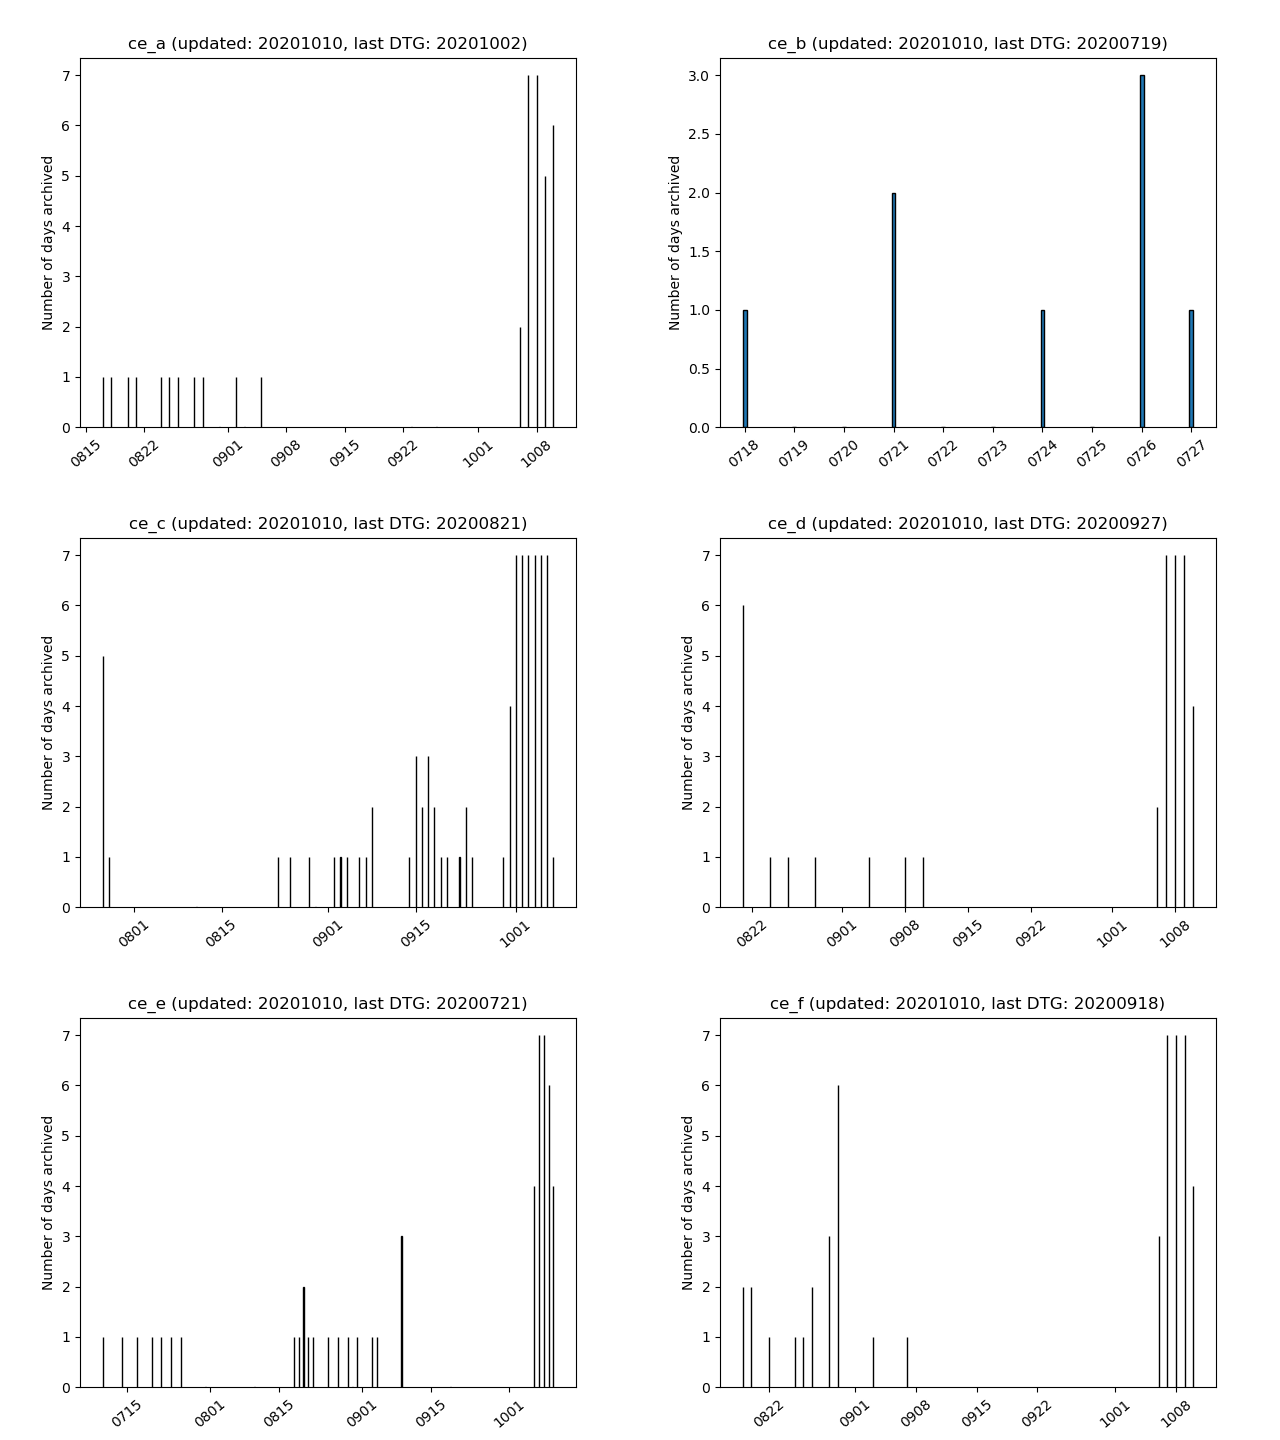 ce_a (updated: 20201010, last DTG: 20201002)
Number of days archived
7
6
5
4
3
2
1
0
0815 0822 0901 0908 0915 0922 1001 1008
ce_b (updated: 20201010, last DTG: 20200719)
Number of days archived
3.0
2.5
2.0
1.5
1.0
0.5
0.0
0718 0719 0720 0721 0722 0723 0724 0725 0726 0727
ce_c (updated: 20201010, last DTG: 20200821)
Number of days archived
7
6
5
4
3
2
1
0
0801 0815 0901 0915 1001
ce_d (updated: 20201010, last DTG: 20200927)
Number of days archived
7
6
5
4
3
2
1
0
0822 0901 0908 0915 0922 1001 1008
ce_e (updated: 20201010, last DTG: 20200721)
Number of days archived
7
6
5
4
3
2
1
0
0715 0801 0815 0901 0915 1001
ce_f (updated: 20201010, last DTG: 20200918)
Number of days archived
7
6
5
4
3
2
1
0
0822 0901 0908 0915 0922 1001 1008